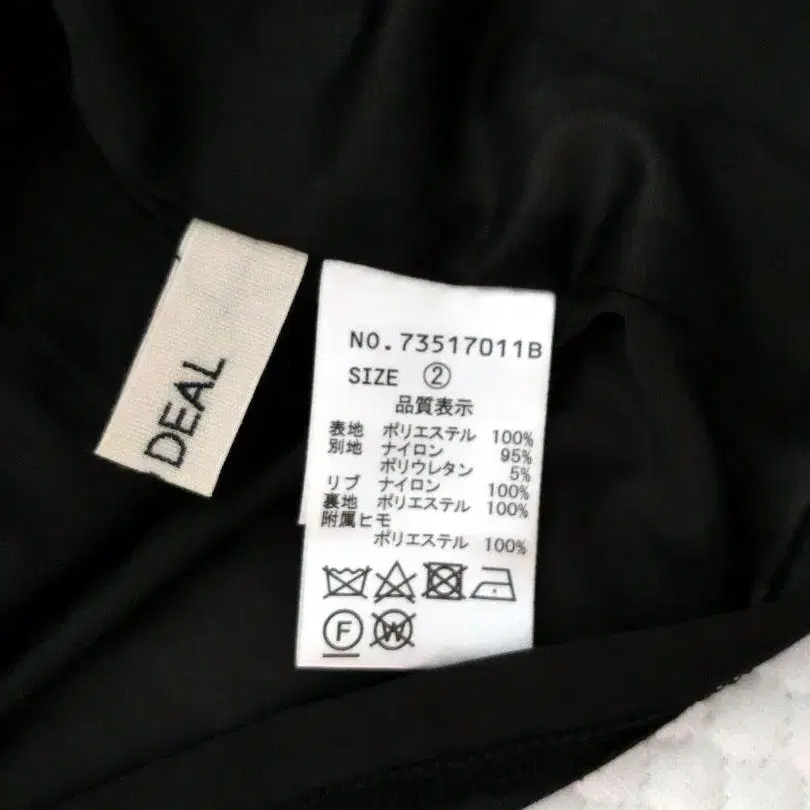 DEAL
NO.73517011B
SIZE ②
品質表示
表地 ポリエステル 100%
別地 ナイロン 95%
ポリウレタン 5%
リブ ナイロン 100%
裏地 ポリエステル 100%
附属ヒモ
ポリエステル 100%
F W